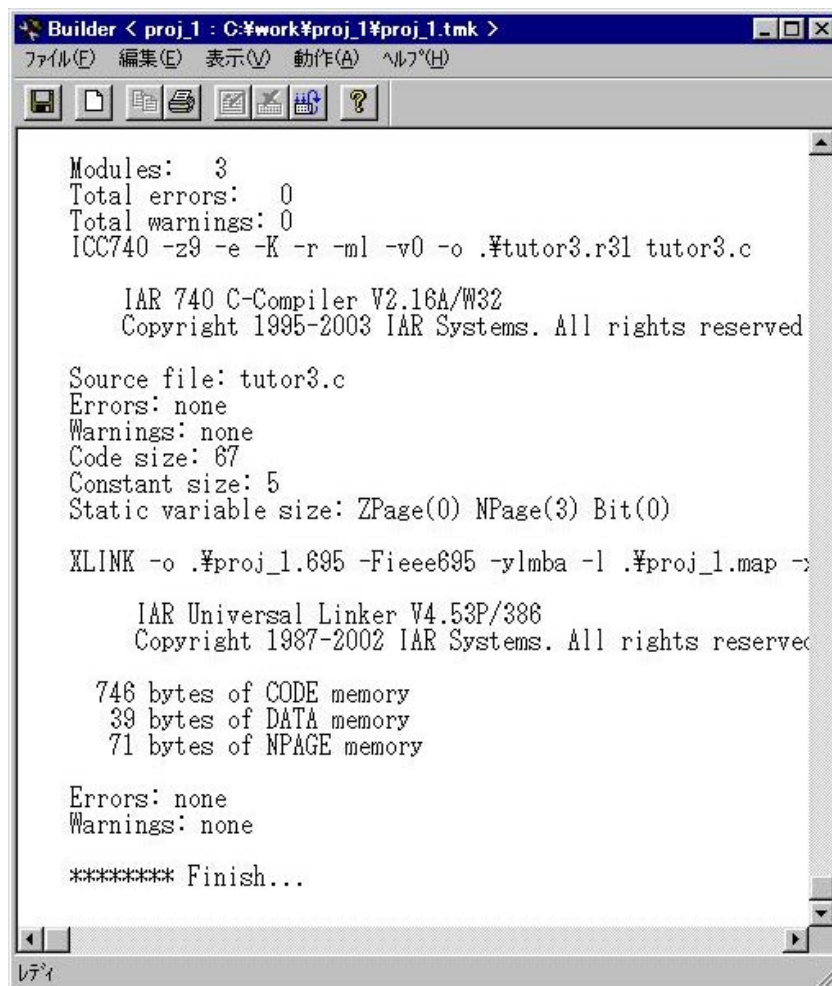 Builder < proj_1 : C:¥work¥proj_1¥proj_1.tmk >
ファイル(F) 編集(E) 表示(V) 動作(A) ヘルプ(H)
Modules: 3
Total errors: 0
Total warnings: 0
ICC740 -z9 -e -K -r -ml -v0 -o .¥tutor3.r31 tutor3.c
IAR 740 C-Compiler V2.16A/W32
Copyright 1995-2003 IAR Systems. All rights reserved
Source file: tutor3.c
Errors: none
Warnings: none
Code size: 67
Constant size: 5
Static variable size: ZPage(0) NPage(3) Bit(0)
XLINK -o .¥proj_1.695 -Fieee695 -ylmba -l .¥proj_1.map -x
IAR Universal Linker V4.53P/386
Copyright 1987-2002 IAR Systems. All rights reserved
746 bytes of CODE memory
39 bytes of DATA memory
71 bytes of NPAGE memory
Errors: none
Warnings: none
******** Finish...
レディ